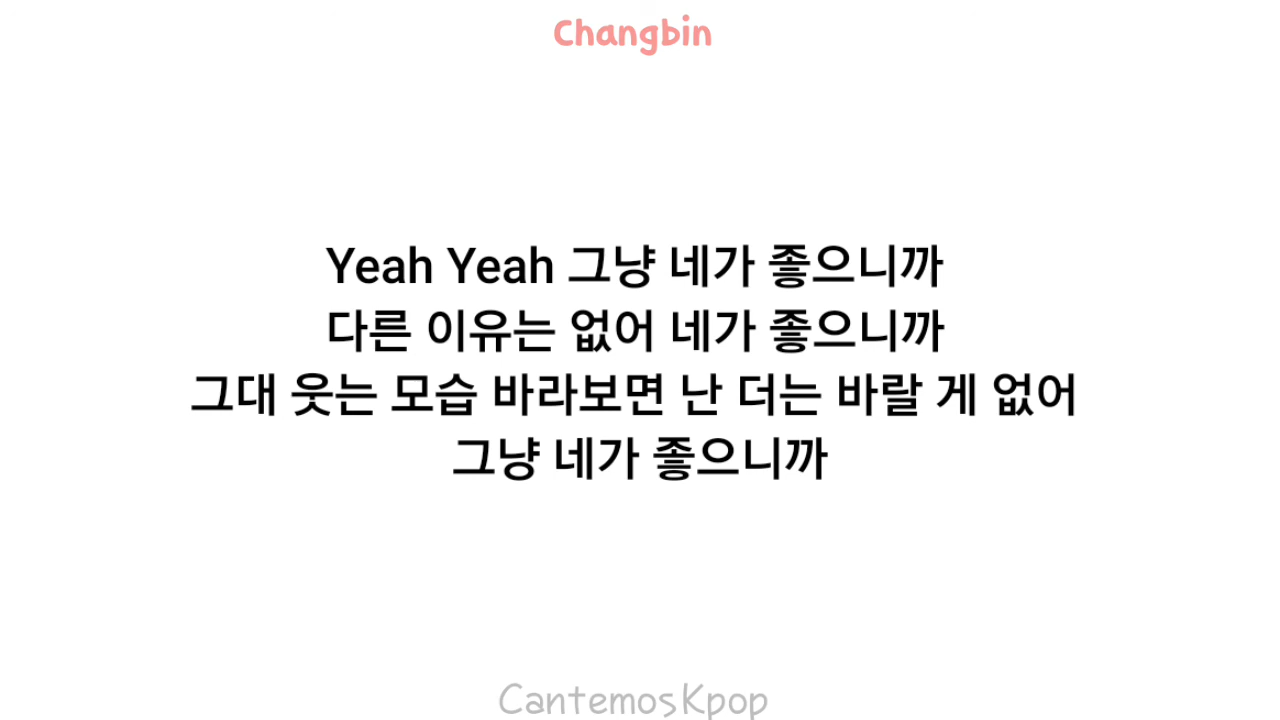 Changbin
Yeah Yeah 그냥 네가 좋으니까
다른 이유는 없어 네가 좋으니까
그대 웃는 모습 바라보면 난 더는 바랄 게 없어
그냥 네가 좋으니까
CantemosKpop